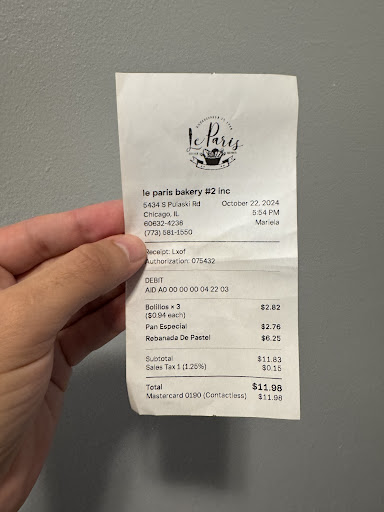 Le Paris
le paris bakery #2 inc
5434 S Pulaski Rd October 22, 2024
Chicago, IL 5:54 PM
60632-4238 Mariela
(773) 581-1550
Receipt: Lxof
Authorization: 075432
DEBIT
AID A0 00 00 00 04 22 03
Bolillos × 3 $2.82
($0.94 each)
Pan Especial $2.76
Rebanada De Pastel $6.25
Subtotal $11.83
Sales Tax 1 (1.25%) $0.15
Total $11.98
Mastercard 0190 (Contactless) $11.98